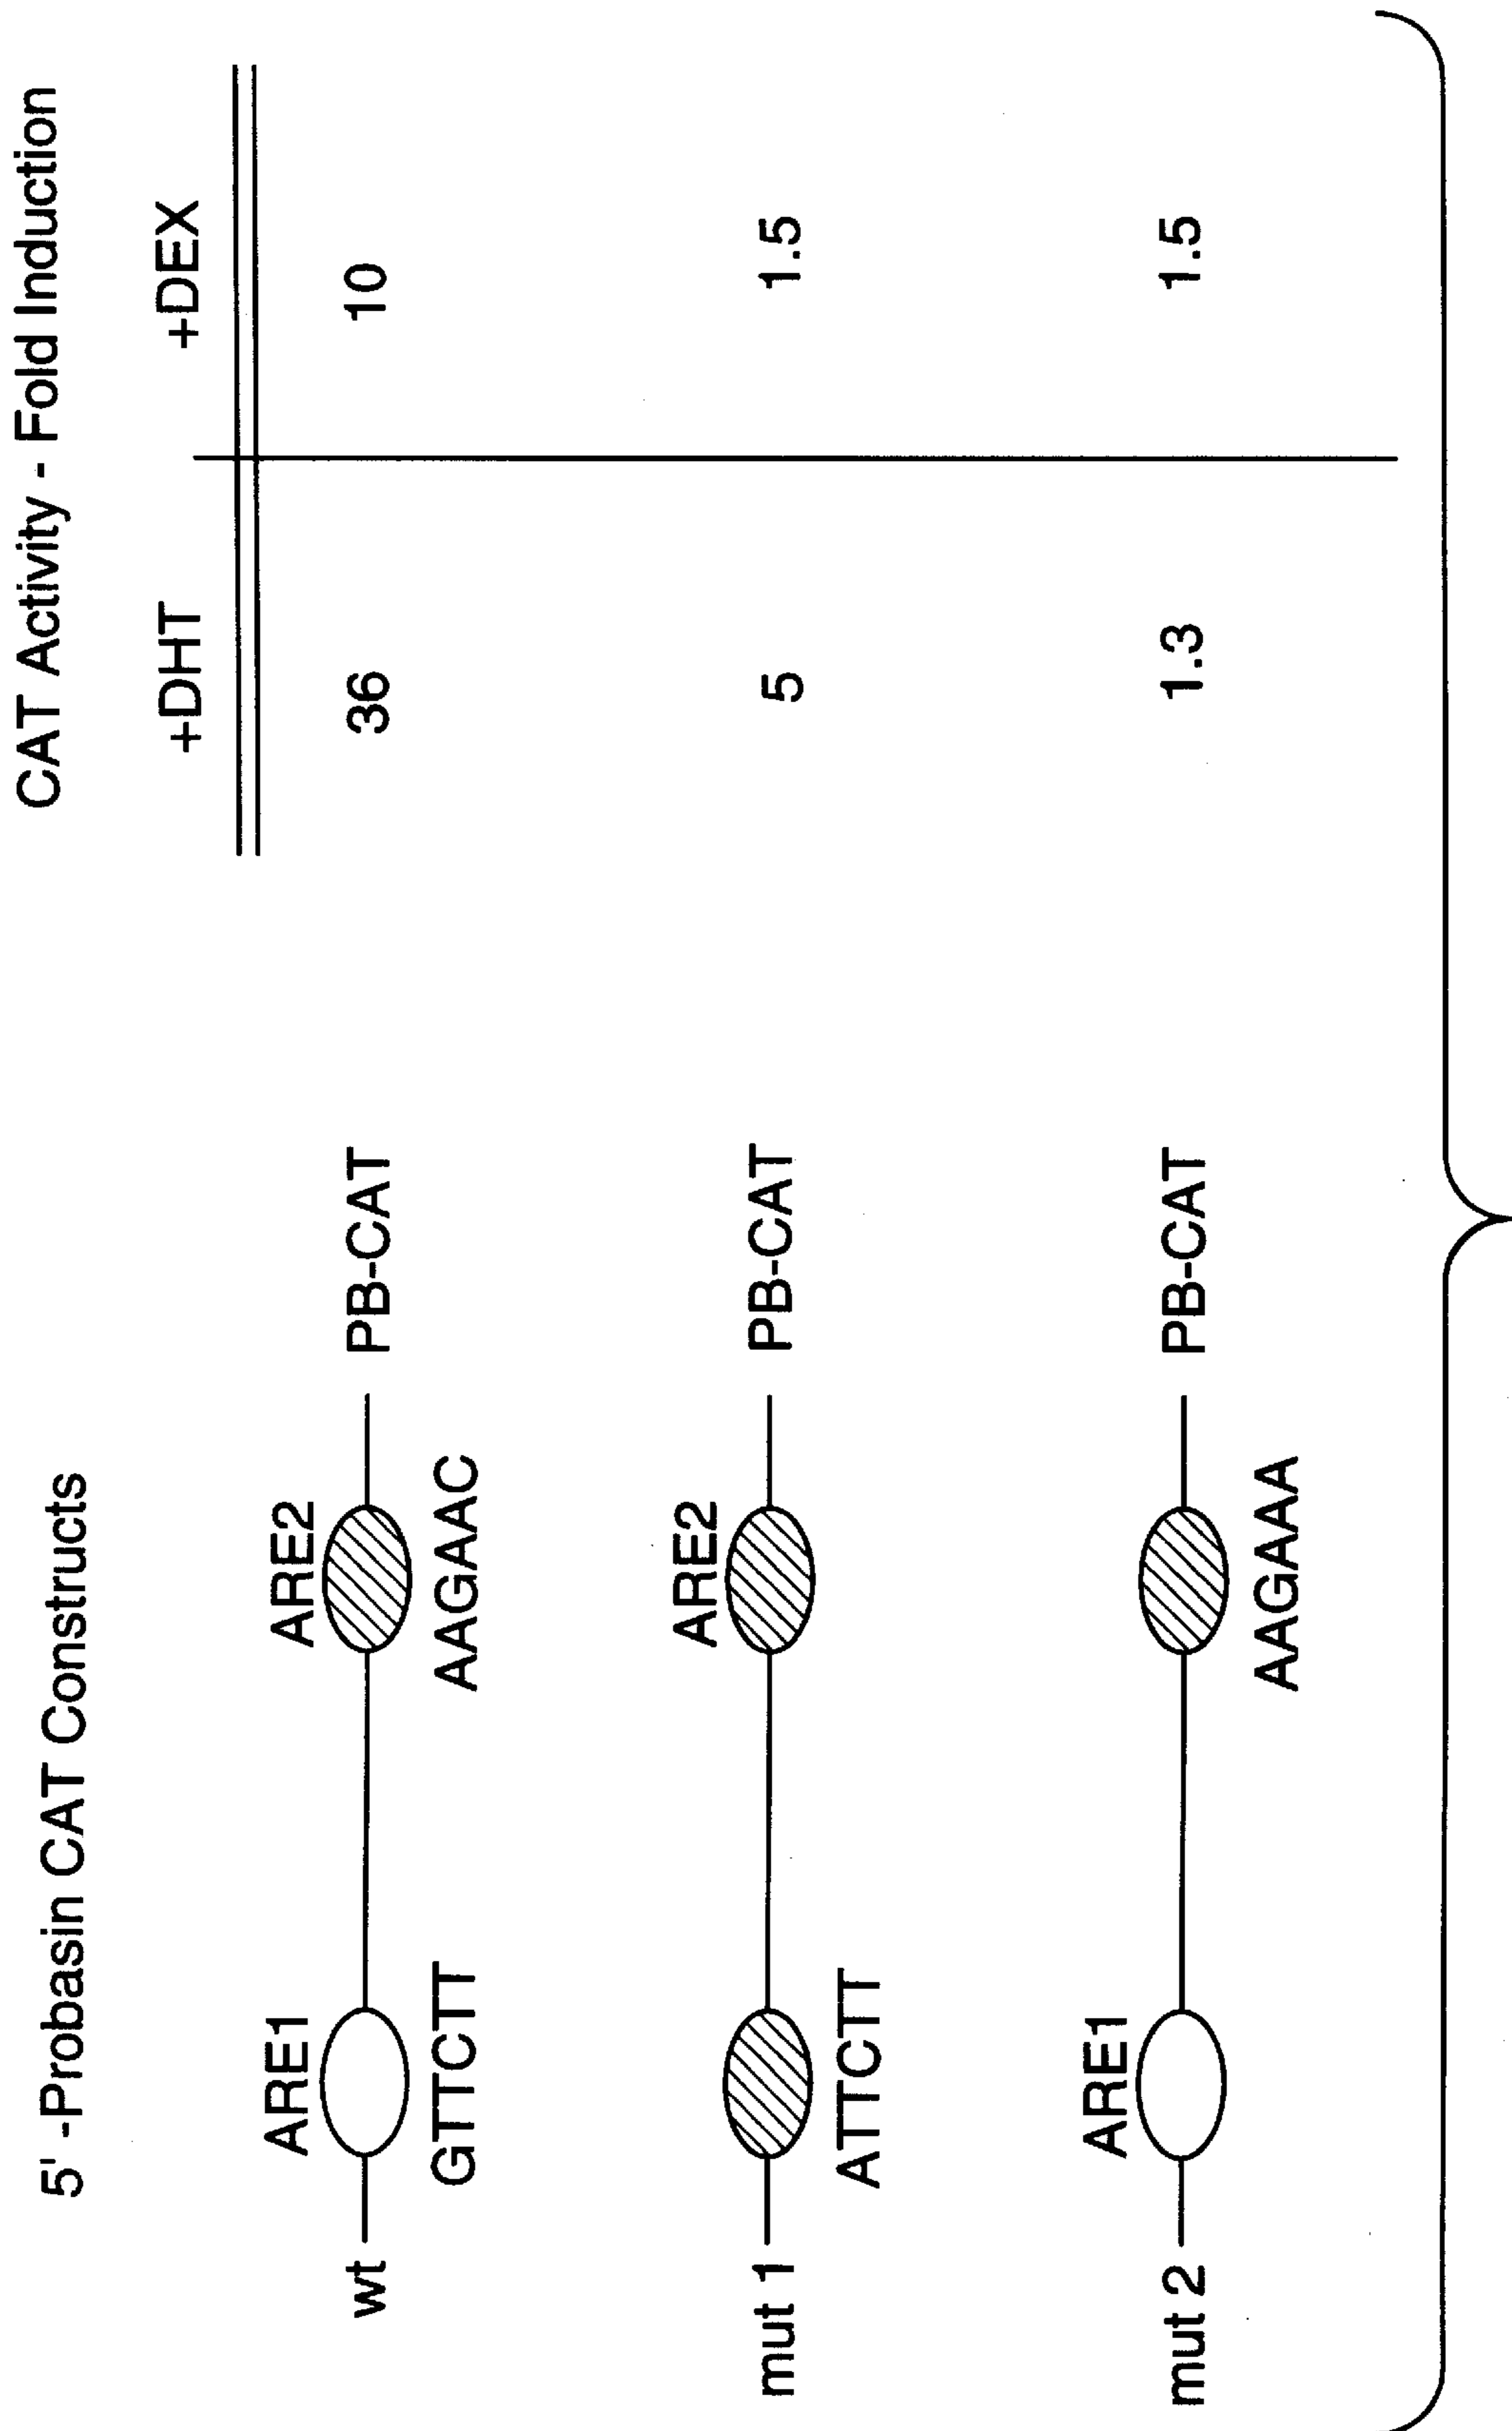 5' -Probasin CAT Constructs
CAT Activity - Fold Induction
+DHT +DEX
ARE1 ARE2
wt PB-CAT 36 10
GTTCTT AAGAAC
ARE2
mut 1 PB-CAT 5 1.5
ATTCTT
ARE1
mut 2 PB-CAT 1.3 1.5
AAGAAA